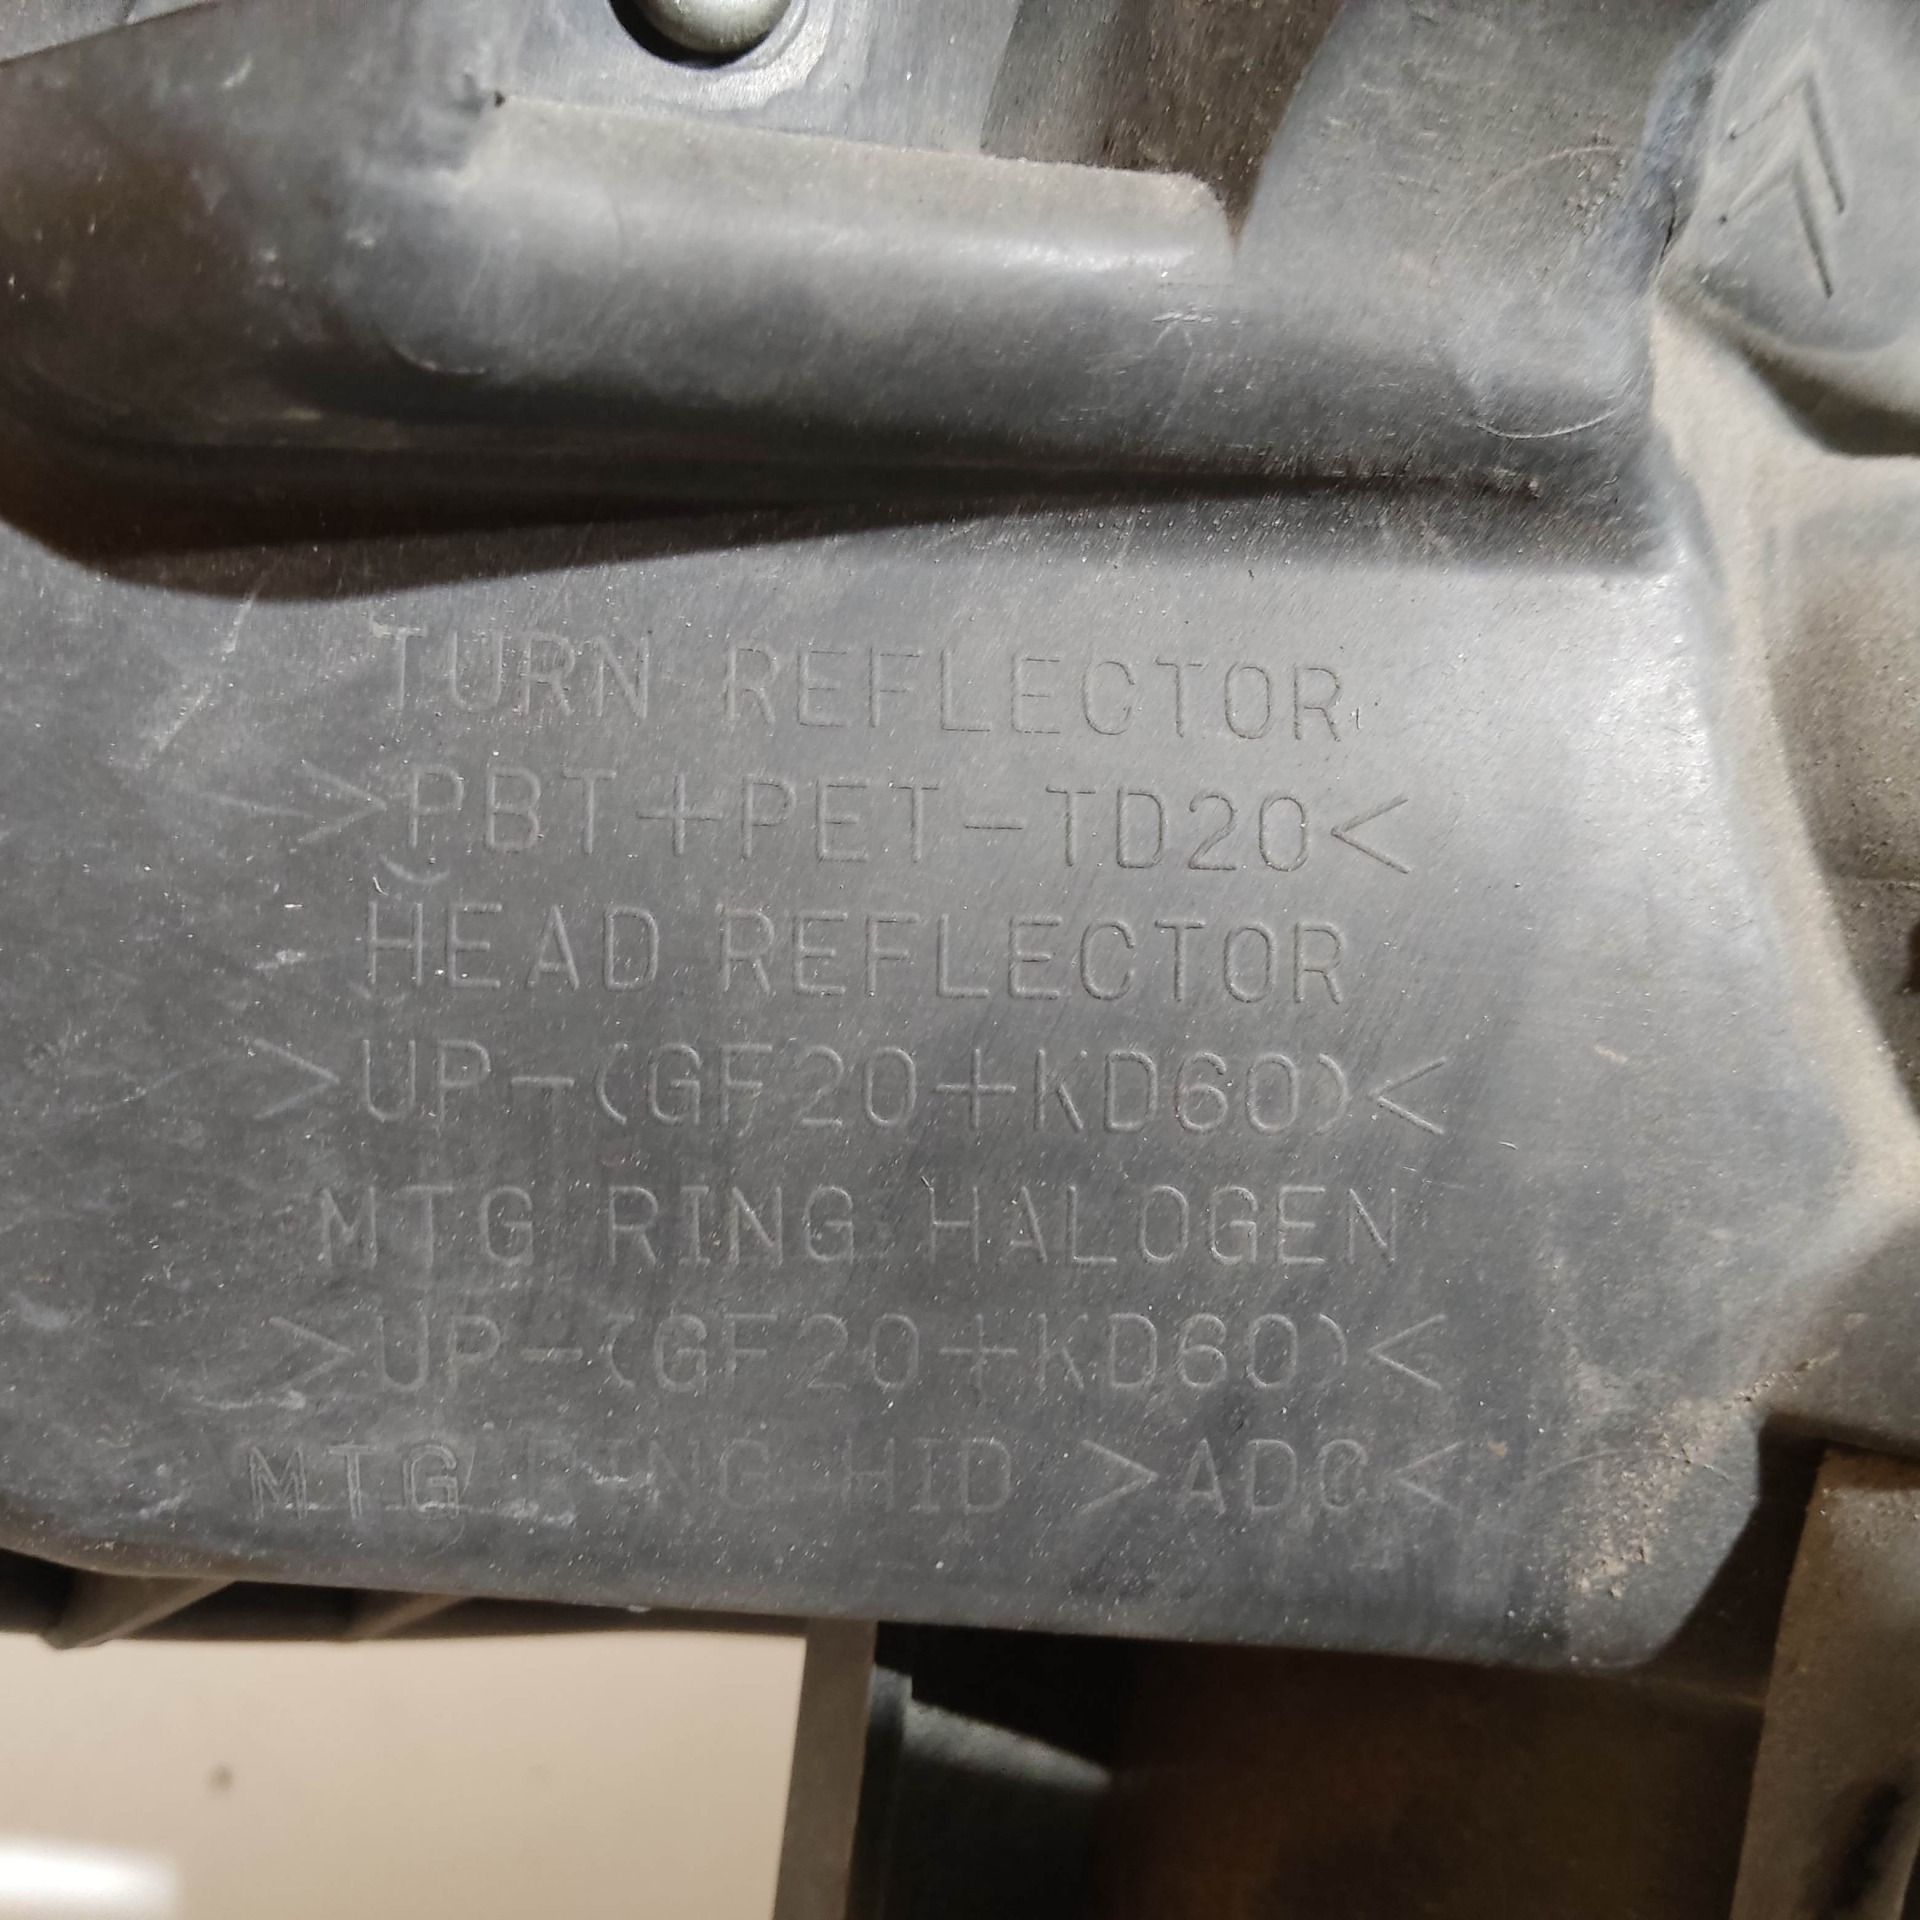 TURN REFLECTOR
>PBT+PET-TD20<
HEAD REFLECTOR
>UP-(GF20+KD60)<
MTG RING HALOGEN
>UP-(GF20+KD60)<
MTG RING HID >ADC<